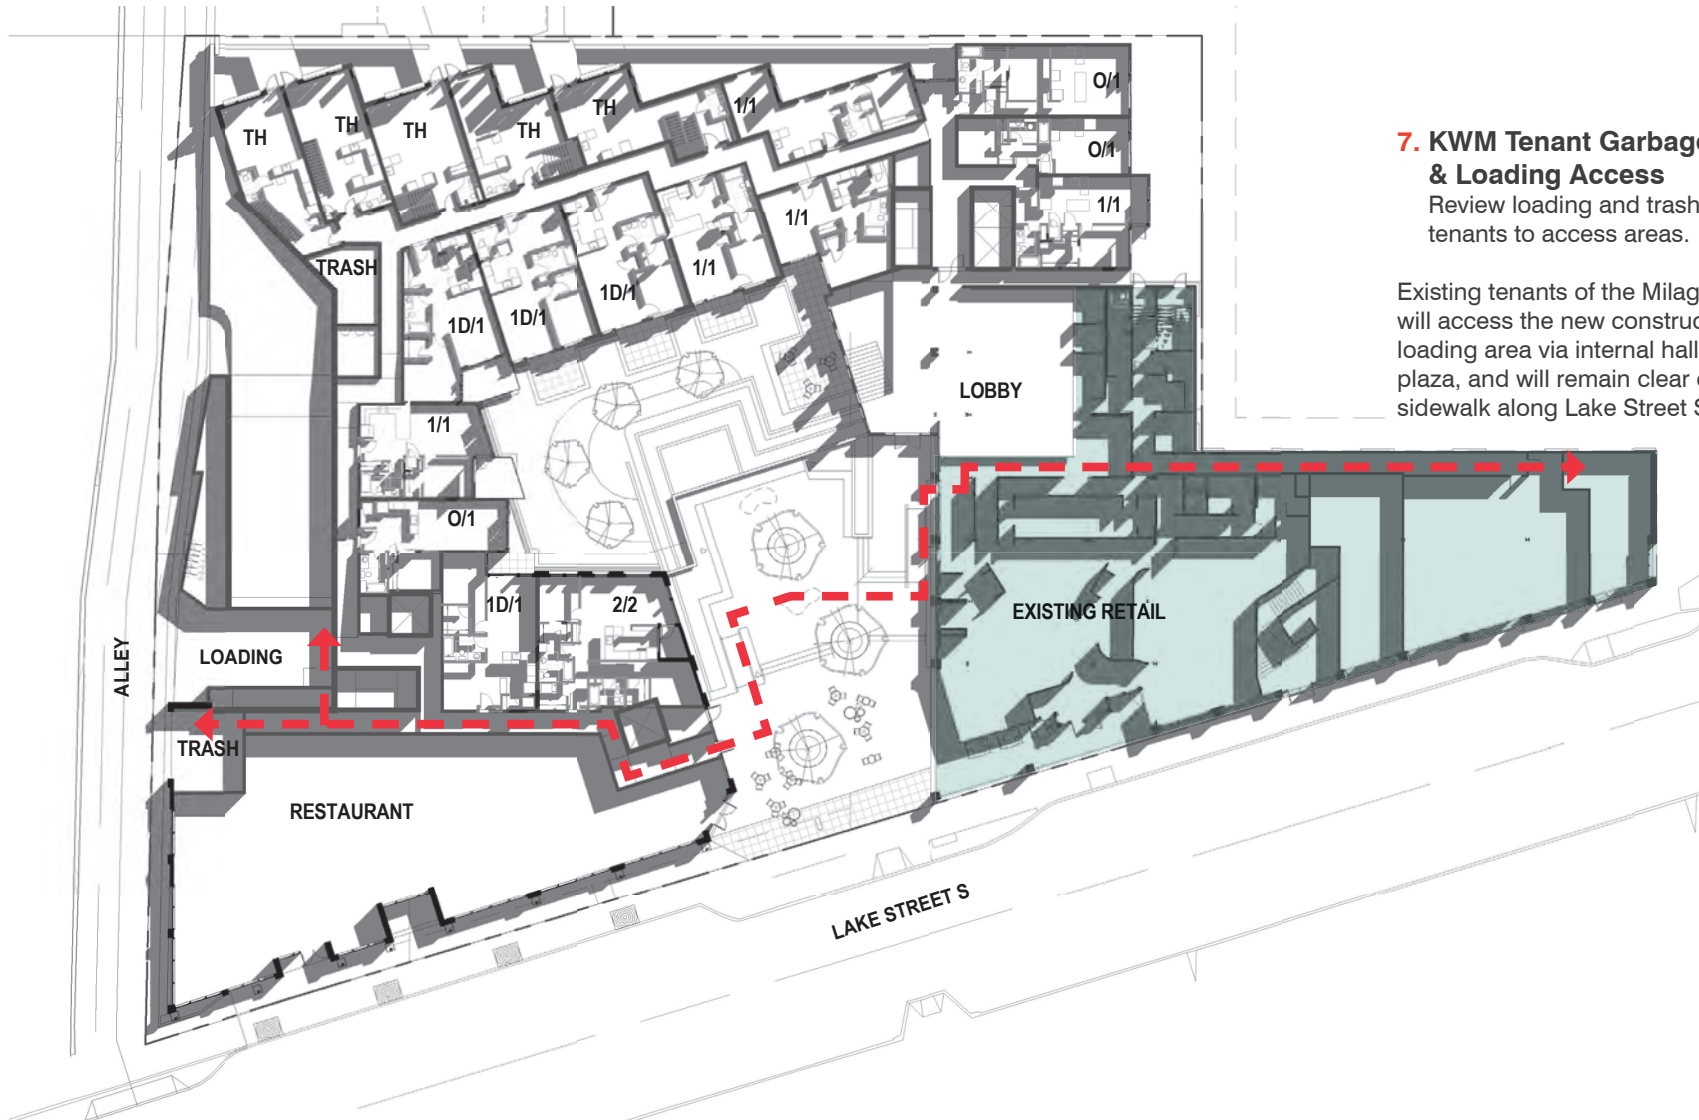 TH
TH
TH
TH
TH
1/1
O/1
O/1
1/1
1/1
1/1
1D/1
1D/1
1D/1
TRASH
1/1
O/1
1D/1
2/2
LOBBY
EXISTING RETAIL
ALLEY
LOADING
TRASH
RESTAURANT
LAKE STREET S
7. KWM Tenant Garbage
& Loading Access
Review loading and trash
tenants to access areas.
Existing tenants of the Milag
will access the new construc
loading area via internal hall
plaza, and will remain clear
sidewalk along Lake Street S